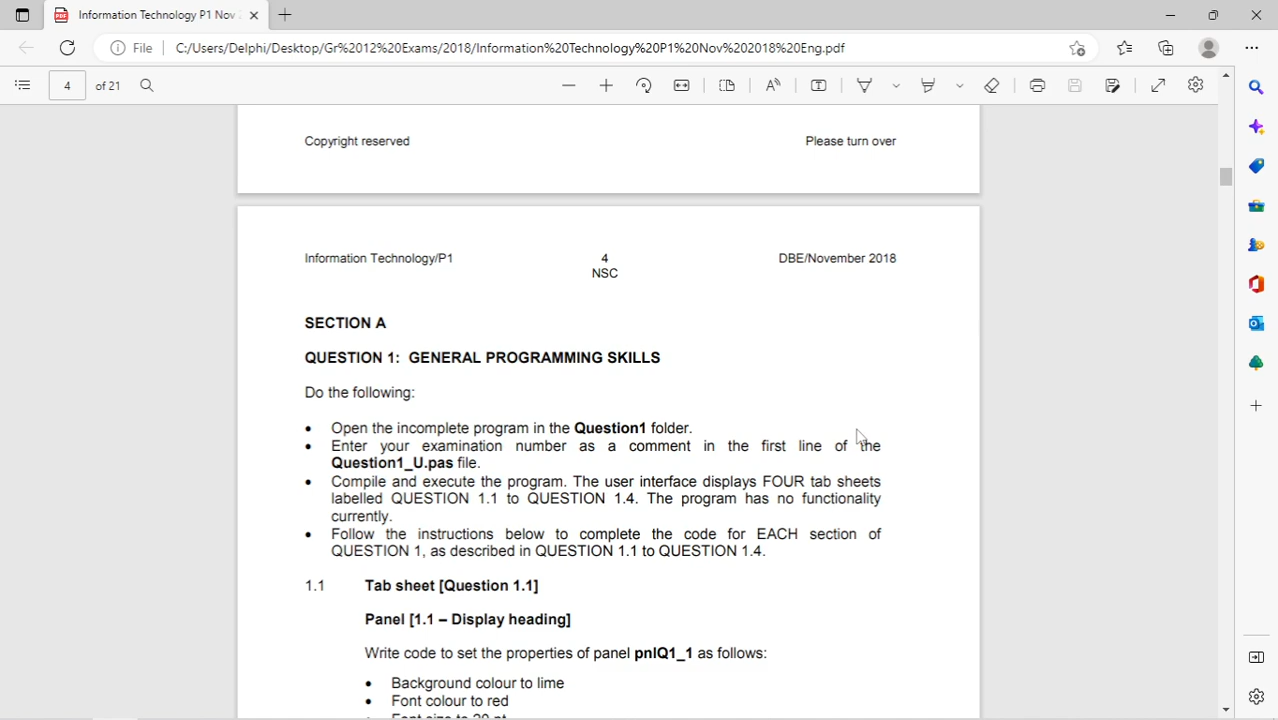 Information Technology P1 Nov
File
C:/Users/Delphi/Desktop/Gr%2012%20Exams/2018/Information%20Technology%20P1%20Nov%202018%20Eng.pdf
4 of 21
Copyright reserved Please turn over
Information Technology/P1 4 DBE/November 2018
NSC
SECTION A
QUESTION 1: GENERAL PROGRAMMING SKILLS
Do the following:
• Open the incomplete program in the Question1 folder.
• Enter your examination number as a comment in the first line of the
Question1_U.pas file.
• Compile and execute the program. The user interface displays FOUR tab sheets
labelled QUESTION 1.1 to QUESTION 1.4. The program has no functionality
currently.
• Follow the instructions below to complete the code for EACH section of
QUESTION 1, as described in QUESTION 1.1 to QUESTION 1.4.
1.1 Tab sheet [Question 1.1]
Panel [1.1 – Display heading]
Write code to set the properties of panel pnlQ1_1 as follows:
• Background colour to lime
• Font colour to red
Font size to 20 pt